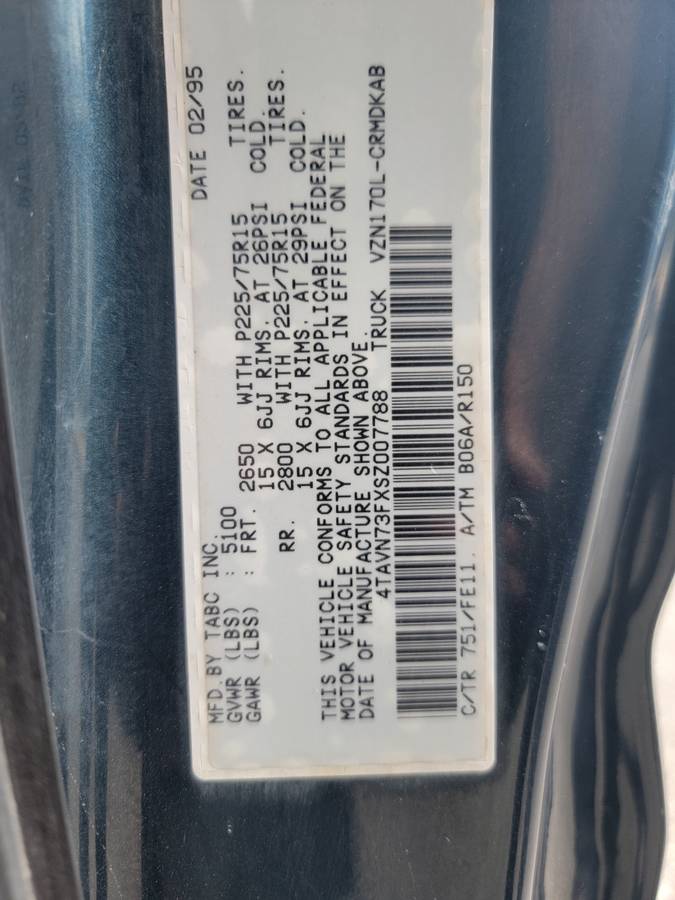 MFD.BY TABC INC. DATE 02/95
GVWR (LBS) : 5100
GAWR (LBS) : FRT. 2650 WITH P225/75R15 TIRES.
15 X 6JJ RIMS. AT 26PSI COLD.
RR. 2800 WITH P225/75R15 TIRES.
15 X 6JJ RIMS. AT 29PSI COLD.
THIS VEHICLE CONFORMS TO ALL APPLICABLE FEDERAL
MOTOR VEHICLE SAFETY STANDARDS IN EFFECT ON THE
DATE OF MANUFACTURE SHOWN ABOVE.
4TAVN73FXSZ007788 TRUCK VZN170L-CRMDKAB
C/TR 751/FE11. A/TM B06A/R150